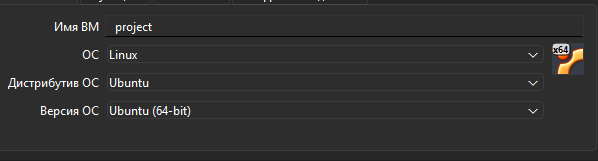 Имя ВМ project
ОС Linux x64
Дистрибутив ОС Ubuntu
Версия ОС Ubuntu (64-bit)